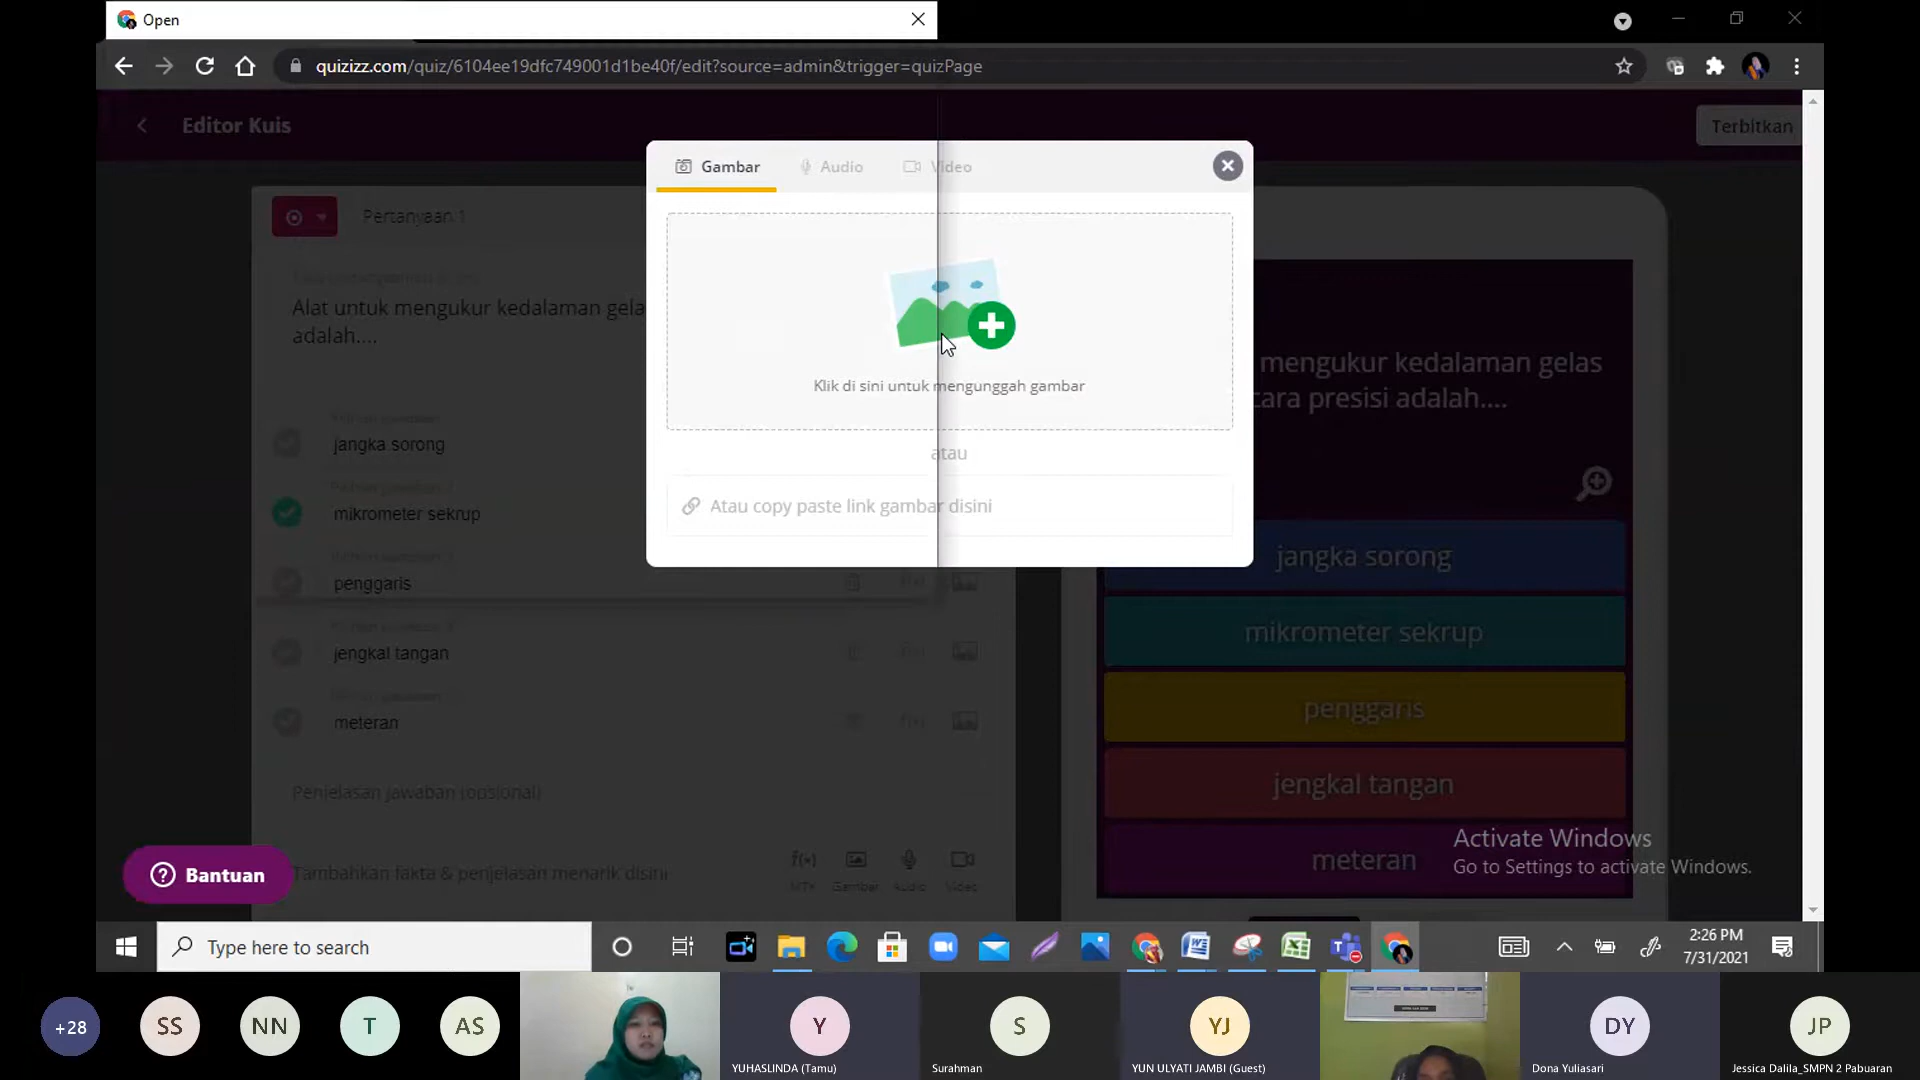 Open
quizizz.com/quiz/6104ee19dfc749001d1be40f/edit?source=admin&trigger=quizPage
Editor Kuis
Terbitkan
Gambar
Audio
Video
Pertanyaan 1
Alat untuk mengukur kedalaman gela
adalah....
Klik di sini untuk mengunggah gambar
atau
Atau copy paste link gambar disini
mengukur kedalaman gelas
cara presisi adalah....
jangka sorong
mikrometer sekrup
penggaris
jengkal tangan
meteran
jangka sorong
mikrometer sekrup
penggaris
jengkal tangan
meteran
Penjelasan jawaban (opsional)
Tambahkan fakta & penjelasan menarik disini
f(x)
MTK
Gambar
Audio
Video
Bantuan
Activate Windows
Go to Settings to activate Windows.
Type here to search
2:26 PM
7/31/2021
+28
SS
NN
T
AS
Y
YUHASLINDA (Tamu)
S
Surahman
YJ
YUN ULYATI JAMBI (Guest)
DY
Dona Yuliasari
JP
Jessica Dalila_SMPN 2 Pabuaran